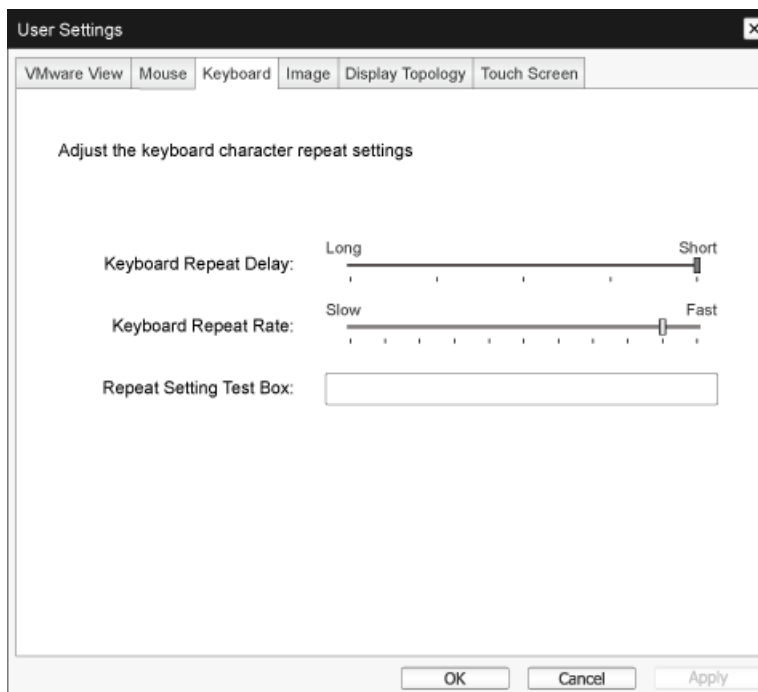 User Settings
VMware View Mouse Keyboard Image Display Topology Touch Screen
Adjust the keyboard character repeat settings
Long Short
Keyboard Repeat Delay:
Slow Fast
Keyboard Repeat Rate:
Repeat Setting Test Box:
OK Cancel Apply